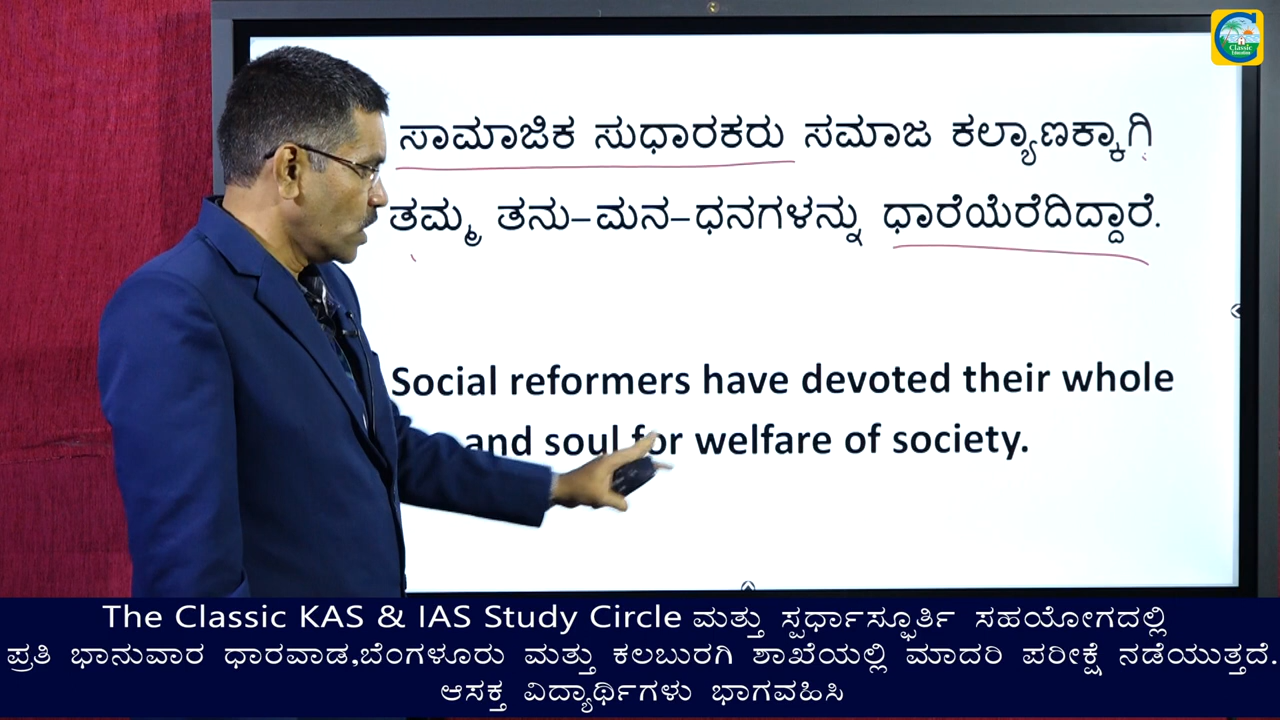 Classic
Education
ಸಾಮಾಜಿಕ ಸುಧಾರಕರು ಸಮಾಜ ಕಲ್ಯಾಣಕ್ಕಾಗಿ
ತಮ್ಮ ತನು-ಮನ-ಧನಗಳನ್ನು ಧಾರೆಯೆರೆದಿದ್ದಾರೆ.
Social reformers have devoted their whole
and soul for welfare of society.
The Classic KAS & IAS Study Circle ಮತ್ತು ಸ್ಪರ್ಧಾಸ್ಫೂರ್ತಿ ಸಹಯೋಗದಲ್ಲಿ
ಪ್ರತಿ ಭಾನುವಾರ ಧಾರವಾಡ,ಬೆಂಗಳೂರು ಮತ್ತು ಕಲಬುರಗಿ ಶಾಖೆಯಲ್ಲಿ ಮಾದರಿ ಪರೀಕ್ಷೆ ನಡೆಯುತ್ತದೆ.
ಆಸಕ್ತ ವಿದ್ಯಾರ್ಥಿಗಳು ಭಾಗವಹಿಸಿ